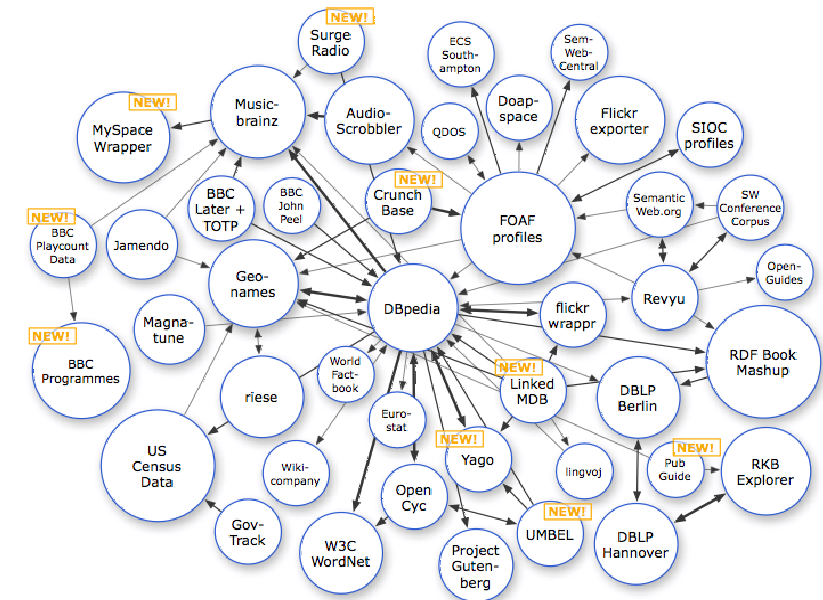 NEW!
Surge
Radio
ECS
South-
ampton
Sem-
Web-
Central
NEW!
MySpace
Wrapper
Music-
brainz
Audio-
Scrobbler
QDOS
Doap-
space
Flickr
exporter
SIOC
profiles
NEW!
BBC
Playcount
Data
Jamendo
BBC
Later +
TOTP
BBC
John
Peel
NEW!
Crunch
Base
FOAF
profiles
Semantic
Web.org
SW
Conference
Corpus
Geo-
names
DBpedia
flickr
wrappr
Revyu
Open-
Guides
Magna-
tune
NEW!
BBC
Programmes
riese
World
Fact-
book
Euro-
stat
NEW!
Linked
MDB
DBLP
Berlin
RDF Book
Mashup
US
Census
Data
Wiki-
company
NEW!
Yago
lingvoj
NEW!
Pub
Guide
RKB
Explorer
Gov-
Track
Open
Cyc
NEW!
UMBEL
DBLP
Hannover
W3C
WordNet
Project
Guten-
berg